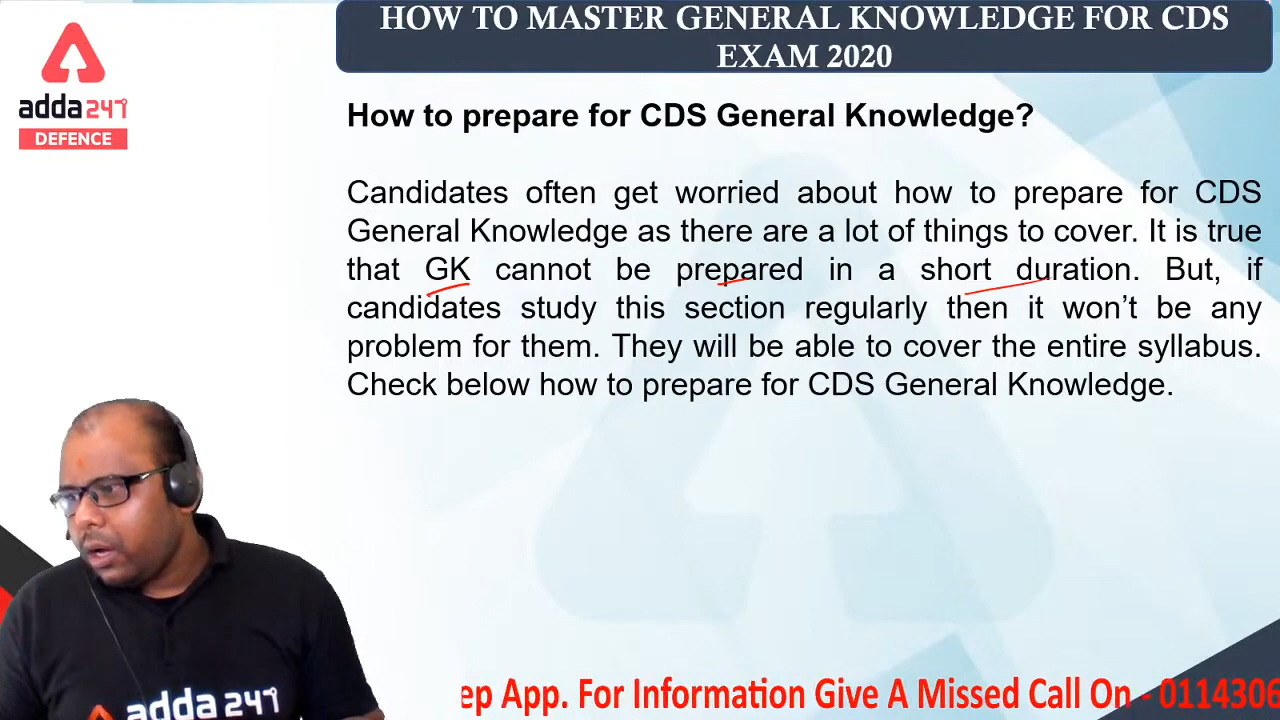 HOW TO MASTER GENERAL KNOWLEDGE FOR CDS
EXAM 2020
adda247
DEFENCE
How to prepare for CDS General Knowledge?
Candidates often get worried about how to prepare for CDS
General Knowledge as there are a lot of things to cover. It is true
that GK cannot be prepared in a short duration. But, if
candidates study this section regularly then it won’t be any
problem for them. They will be able to cover the entire syllabus.
Check below how to prepare for CDS General Knowledge.
adda247
ep App. For Information Give A Missed Call On - 0114306